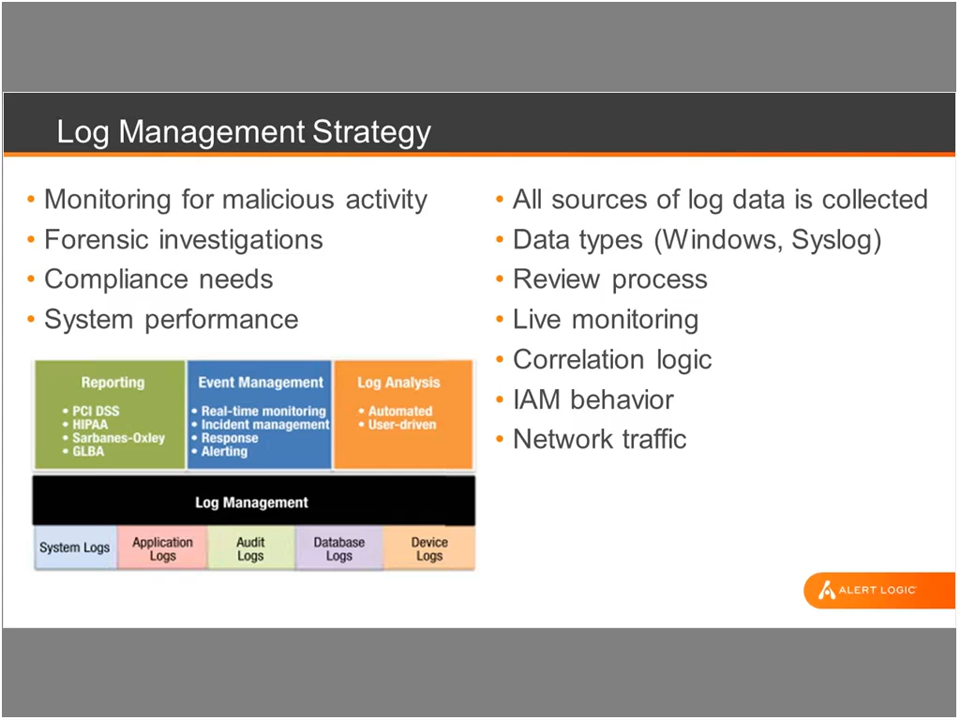 Log Management Strategy
• Monitoring for malicious activity
• Forensic investigations
• Compliance needs
• System performance
• All sources of log data is collected
• Data types (Windows, Syslog)
• Review process
• Live monitoring
• Correlation logic
• IAM behavior
• Network traffic
Reporting
• PCI DSS
• HIPAA
• Sarbanes-Oxley
• GLBA
Event Management
• Real-time monitoring
• Incident management
• Response
• Alerting
Log Analysis
• Automated
• User-driven
Log Management
System Logs
Application
Logs
Audit
Logs
Database
Logs
Device
Logs
ALERT LOGIC